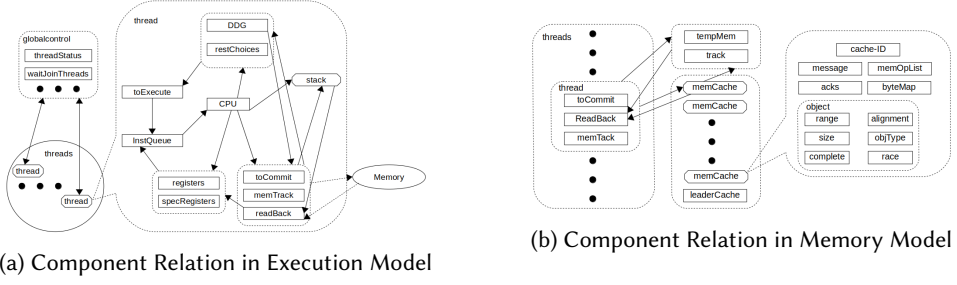 globalcontrol
threadStatus
waitJoinThreads
threads
thread
thread
thread
DDG
restChoices
toExecute
CPU
stack
InstQueue
registers
specRegisters
toCommit
memTrack
readBack
Memory
(a) Component Relation in Execution Model
threads
thread
toCommit
ReadBack
memTack
tempMem
track
memCache
memCache
memCache
leaderCache
cache-ID
message
memOpList
acks
byteMap
object
range
alignment
size
objType
complete
race
(b) Component Relation in Memory Model